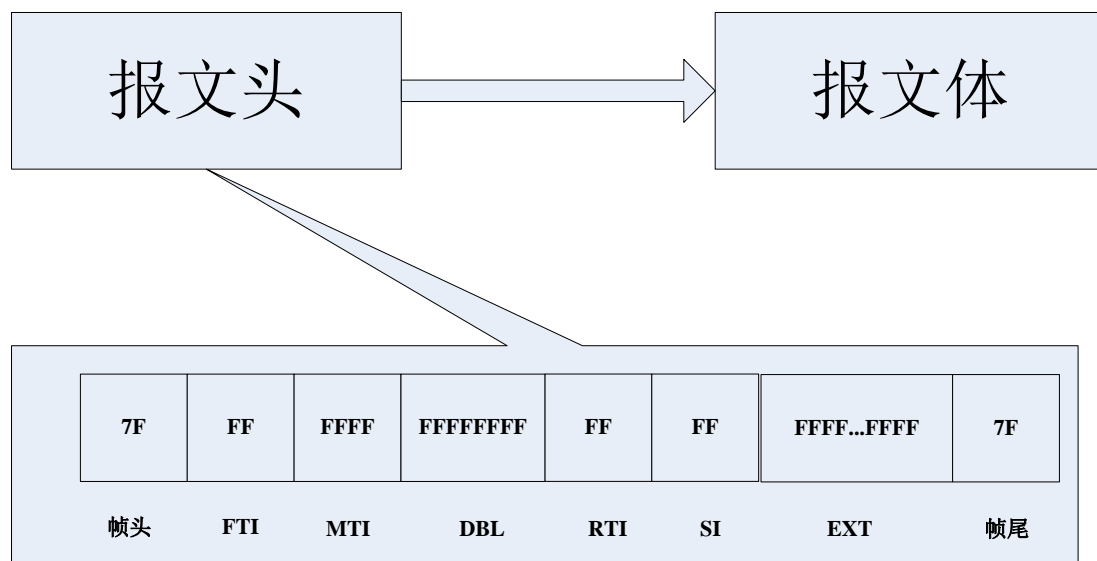 报文头 报文体
7F FF FFFF FFFFFFFF FF FF FFFF...FFFF 7F
帧头 FTI MTI DBL RTI SI EXT 帧尾